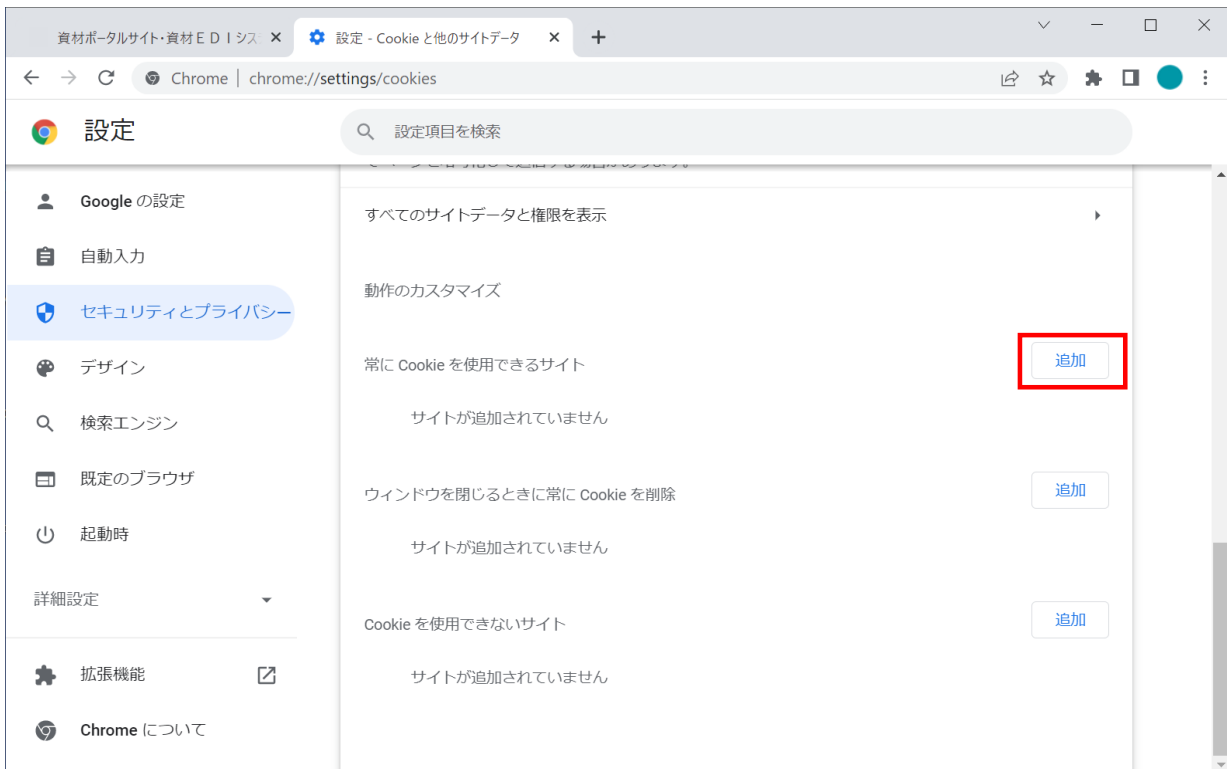 資材ポータルサイト・資材ＥＤＩシス
設定 - Cookie と他のサイトデータ
Chrome | chrome://settings/cookies
設定
設定項目を検索
Google の設定
自動入力
セキュリティとプライバシー
デザイン
検索エンジン
既定のブラウザ
起動時
詳細設定
拡張機能
Chrome について
すべてのサイトデータと権限を表示
動作のカスタマイズ
常に Cookie を使用できるサイト
追加
サイトが追加されていません
ウィンドウを閉じるときに常に Cookie を削除
追加
サイトが追加されていません
Cookie を使用できないサイト
追加
サイトが追加されていません